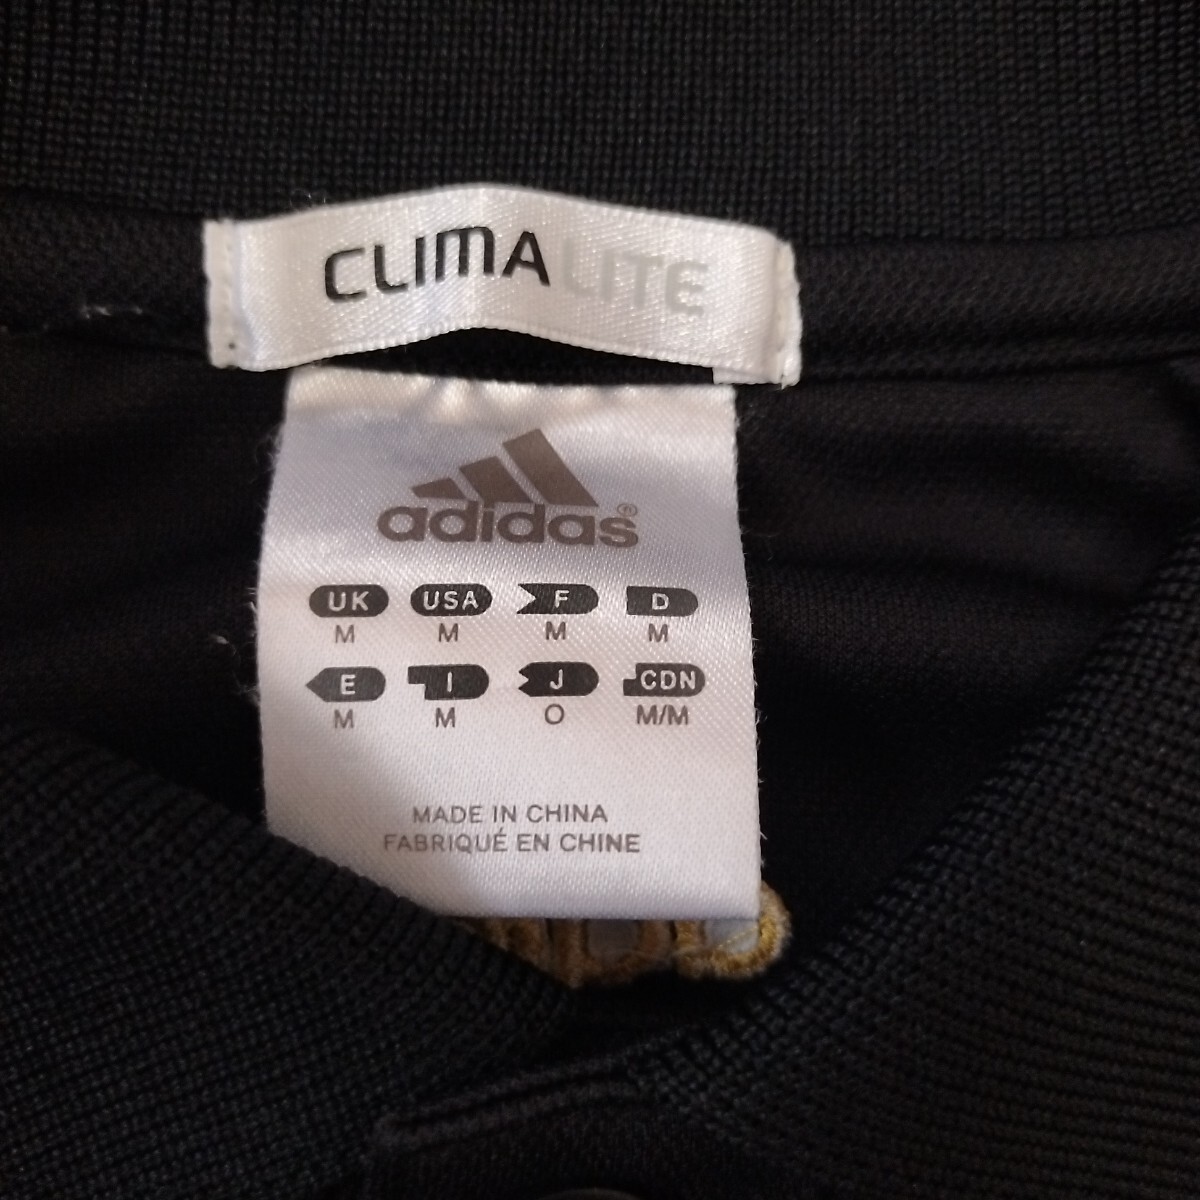 CLIMALITE
adidas®
UK USA F D
M M M M
E I J CDN
M M O M/M
MADE IN CHINA
FABRIQUÉ EN CHINE